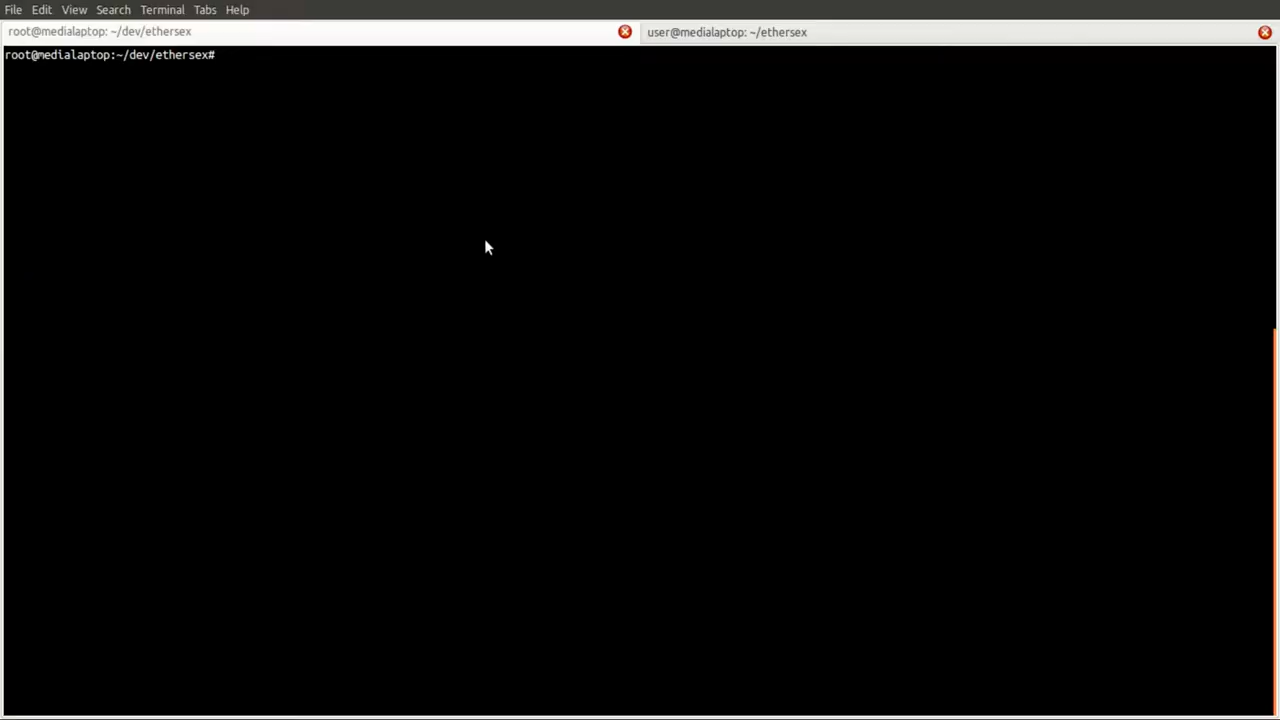 File Edit View Search Terminal Tabs Help
root@medialaptop: ~/dev/ethersex
user@medialaptop: ~/ethersex
root@medialaptop:~/dev/ethersex#